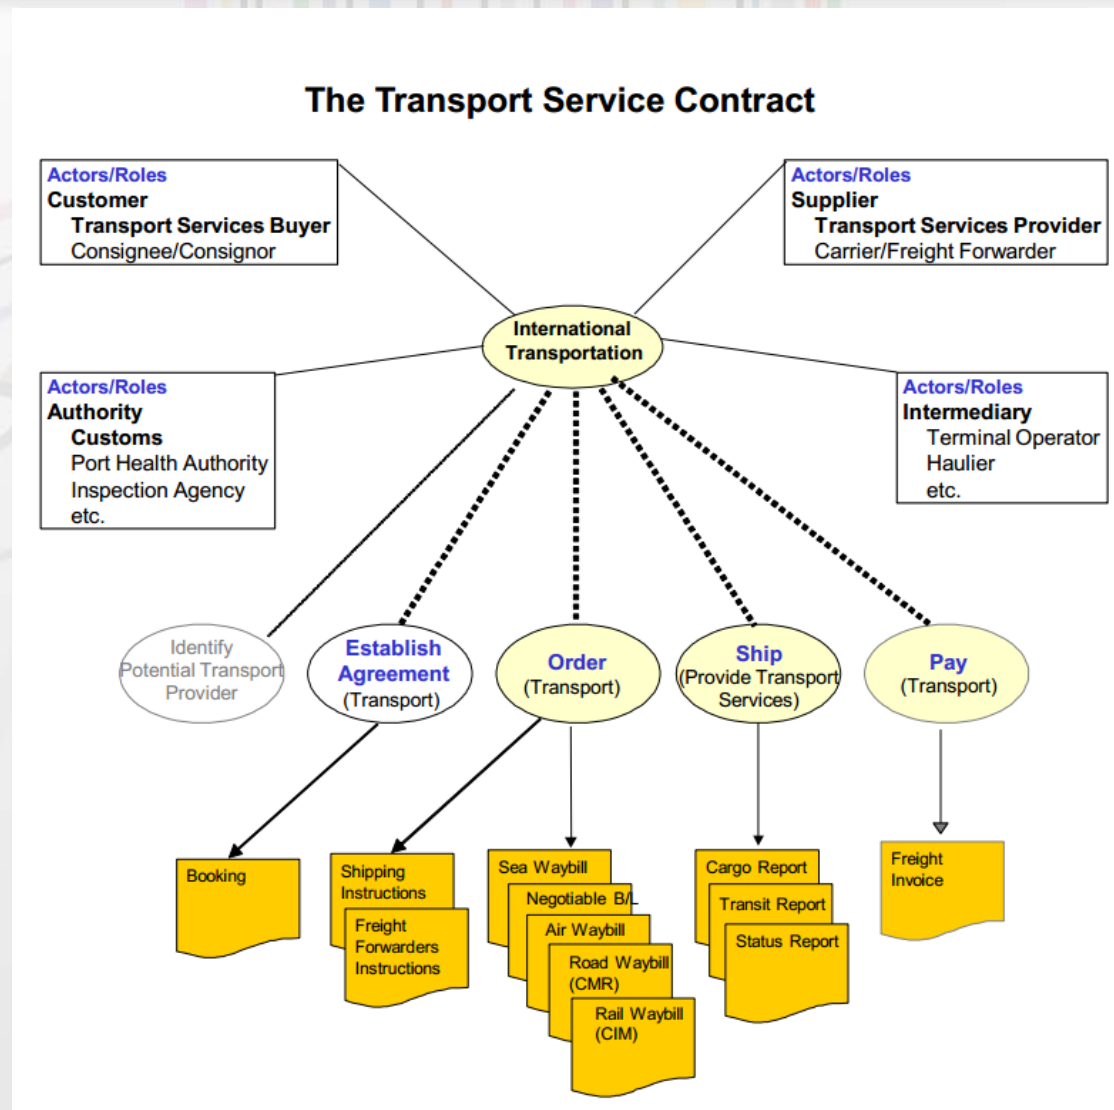 The Transport Service Contract
Actors/Roles
Customer
Transport Services Buyer
Consignee/Consignor
Actors/Roles
Supplier
Transport Services Provider
Carrier/Freight Forwarder
International
Transportation
Actors/Roles
Authority
Customs
Port Health Authority
Inspection Agency
etc.
Actors/Roles
Intermediary
Terminal Operator
Haulier
etc.
Identify
Potential Transport
Provider
Establish
Agreement
(Transport)
Order
(Transport)
Ship
(Provide Transport
Services)
Pay
(Transport)
Booking
Shipping
Instructions
Freight
Forwarders
Instructions
Sea Waybill
Negotiable B/L
Air Waybill
Road Waybill
(CMR)
Rail Waybill
(CIM)
Cargo Report
Transit Report
Status Report
Freight
Invoice